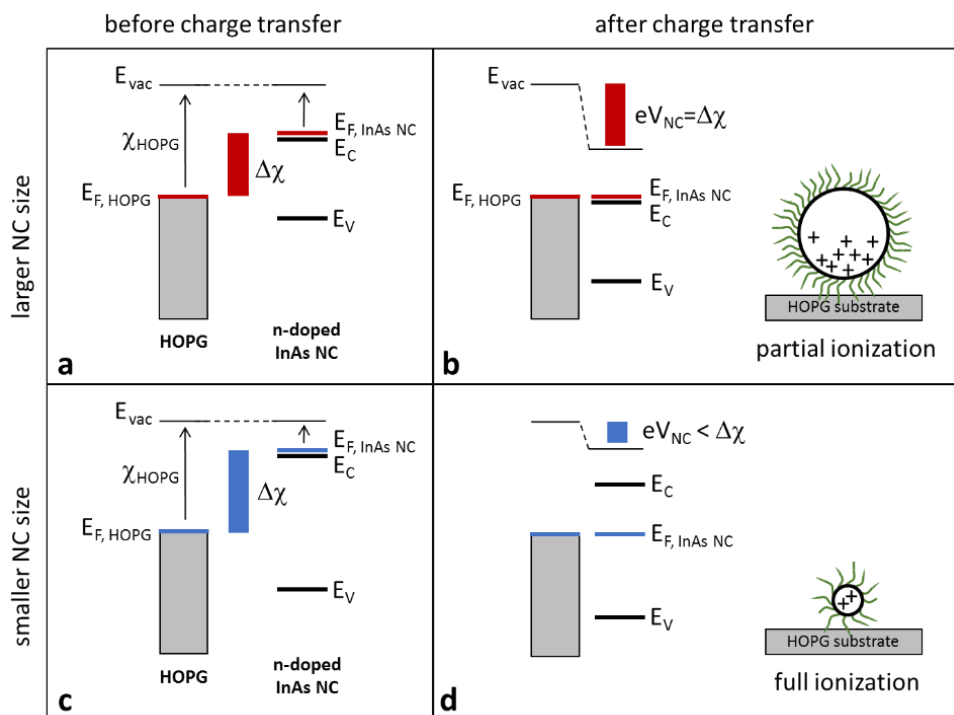 before charge transfer
after charge transfer
larger NC size
E_vac
χ_HOPG
E_F, InAs NC
E_C
Δχ
E_F, HOPG
E_V
HOPG
n-doped
InAs NC
a
E_vac
eV_NC=Δχ
E_F, HOPG
E_F, InAs NC
E_C
E_V
+ + + + + + + + + +
HOPG substrate
partial ionization
b
smaller NC size
E_vac
E_F, InAs NC
E_C
χ_HOPG
Δχ
E_F, HOPG
E_V
HOPG
n-doped
InAs NC
c
eV_NC < Δχ
E_C
E_F, InAs NC
E_V
+ +
HOPG substrate
full ionization
d